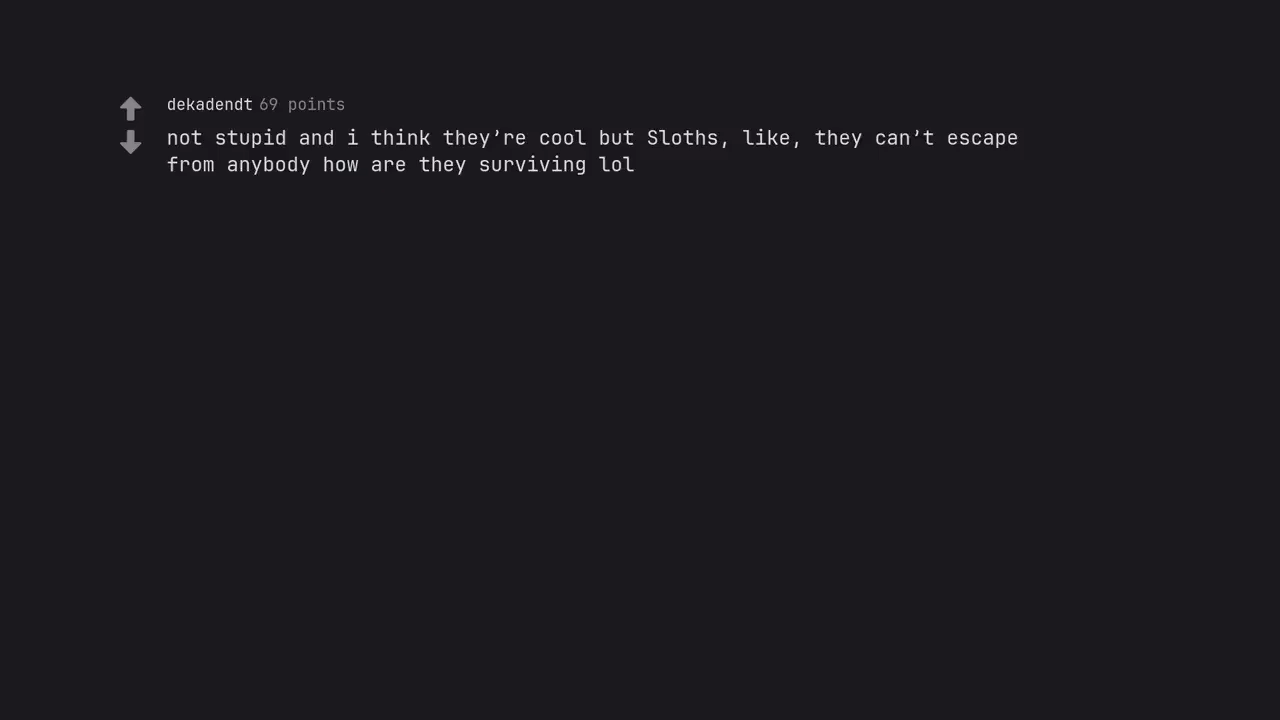 dekadendt 69 points
not stupid and i think they’re cool but Sloths, like, they can’t escape
from anybody how are they surviving lol